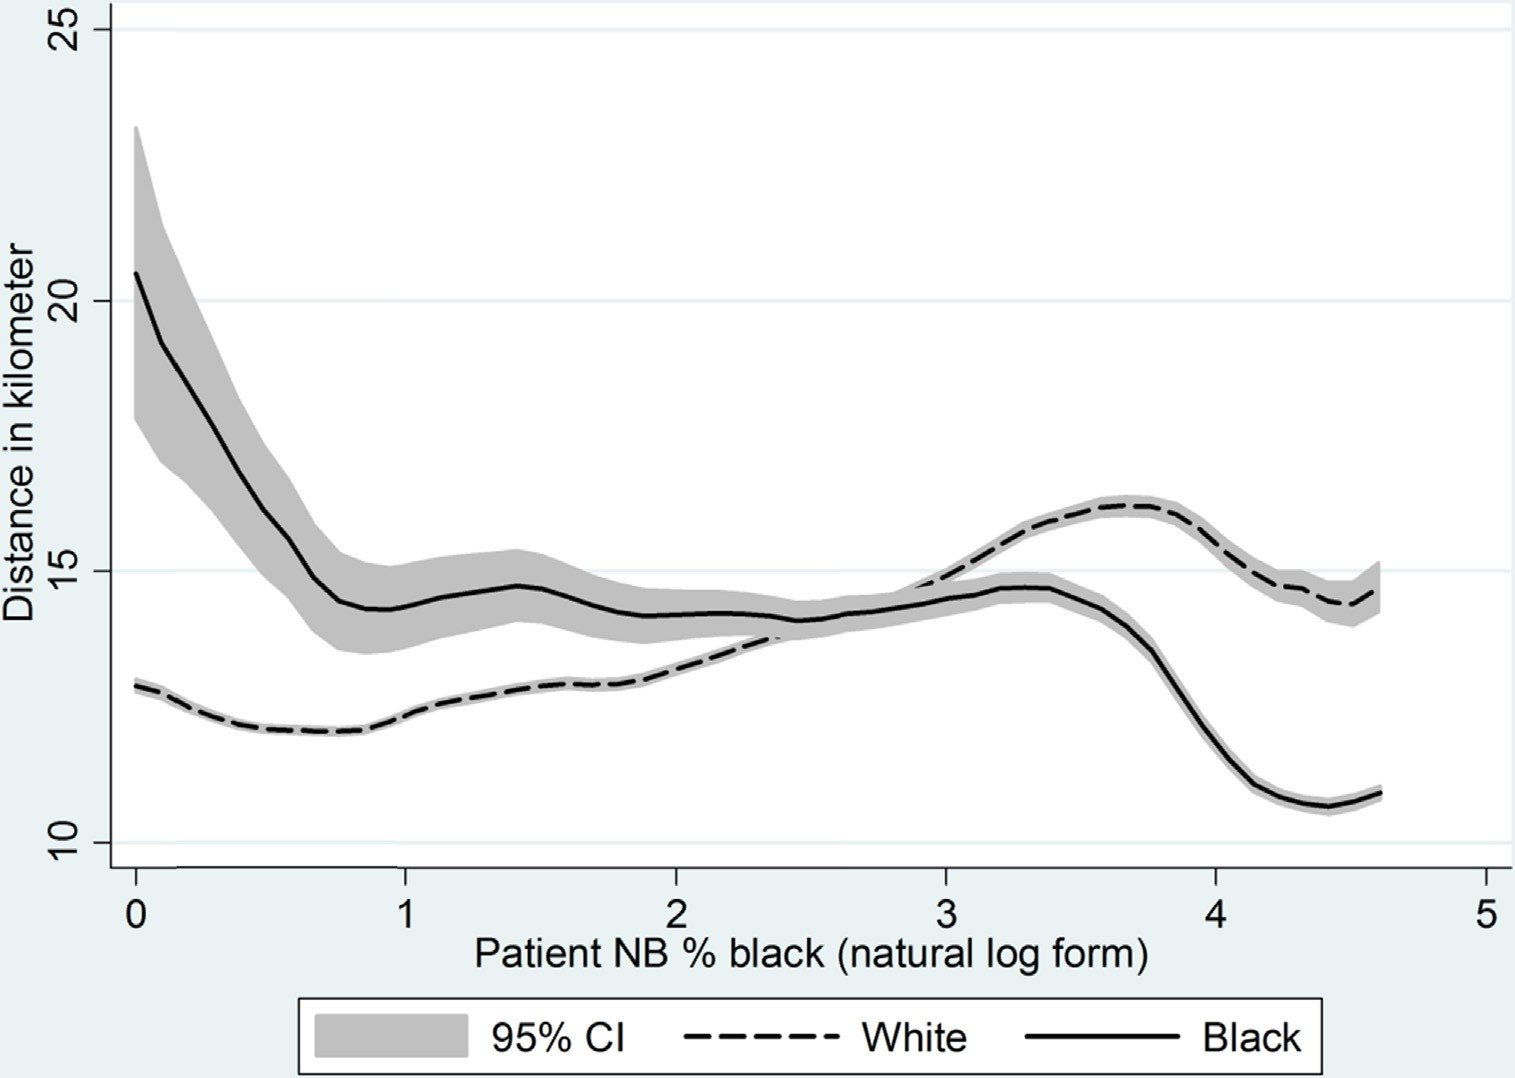 Distance in kilometer
25
20
15
10
0 1 2 3 4 5
Patient NB % black (natural log form)
95% CI White Black